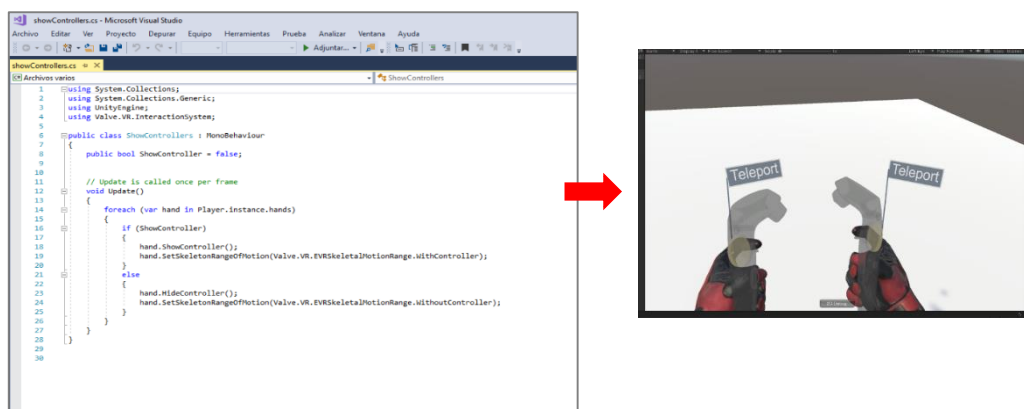 showControllers.cs - Microsoft Visual Studio
Archivo Editar Ver Proyecto Depurar Equipo Herramientas Prueba Analizar Ventana Ayuda
Adjuntar...
showControllers.cs
Archivos varios ShowControllers
1 using System.Collections;
2 using System.Collections.Generic;
3 using UnityEngine;
4 using Valve.VR.InteractionSystem;
5
6 public class ShowControllers : MonoBehaviour
7 {
8 public bool ShowController = false;
9
10
11 // Update is called once per frame
12 void Update()
13 {
14 foreach (var hand in Player.instance.hands)
15 {
16 if (ShowController)
17 {
18 hand.ShowController();
19 hand.SetSkeletonRangeOfMotion(Valve.VR.EVRSkeletalMotionRange.WithController);
20 }
21 else
22 {
23 hand.HideController();
24 hand.SetSkeletonRangeOfMotion(Valve.VR.EVRSkeletalMotionRange.WithoutController);
25 }
26 }
27 }
28 }
29
30
Teleport
Teleport